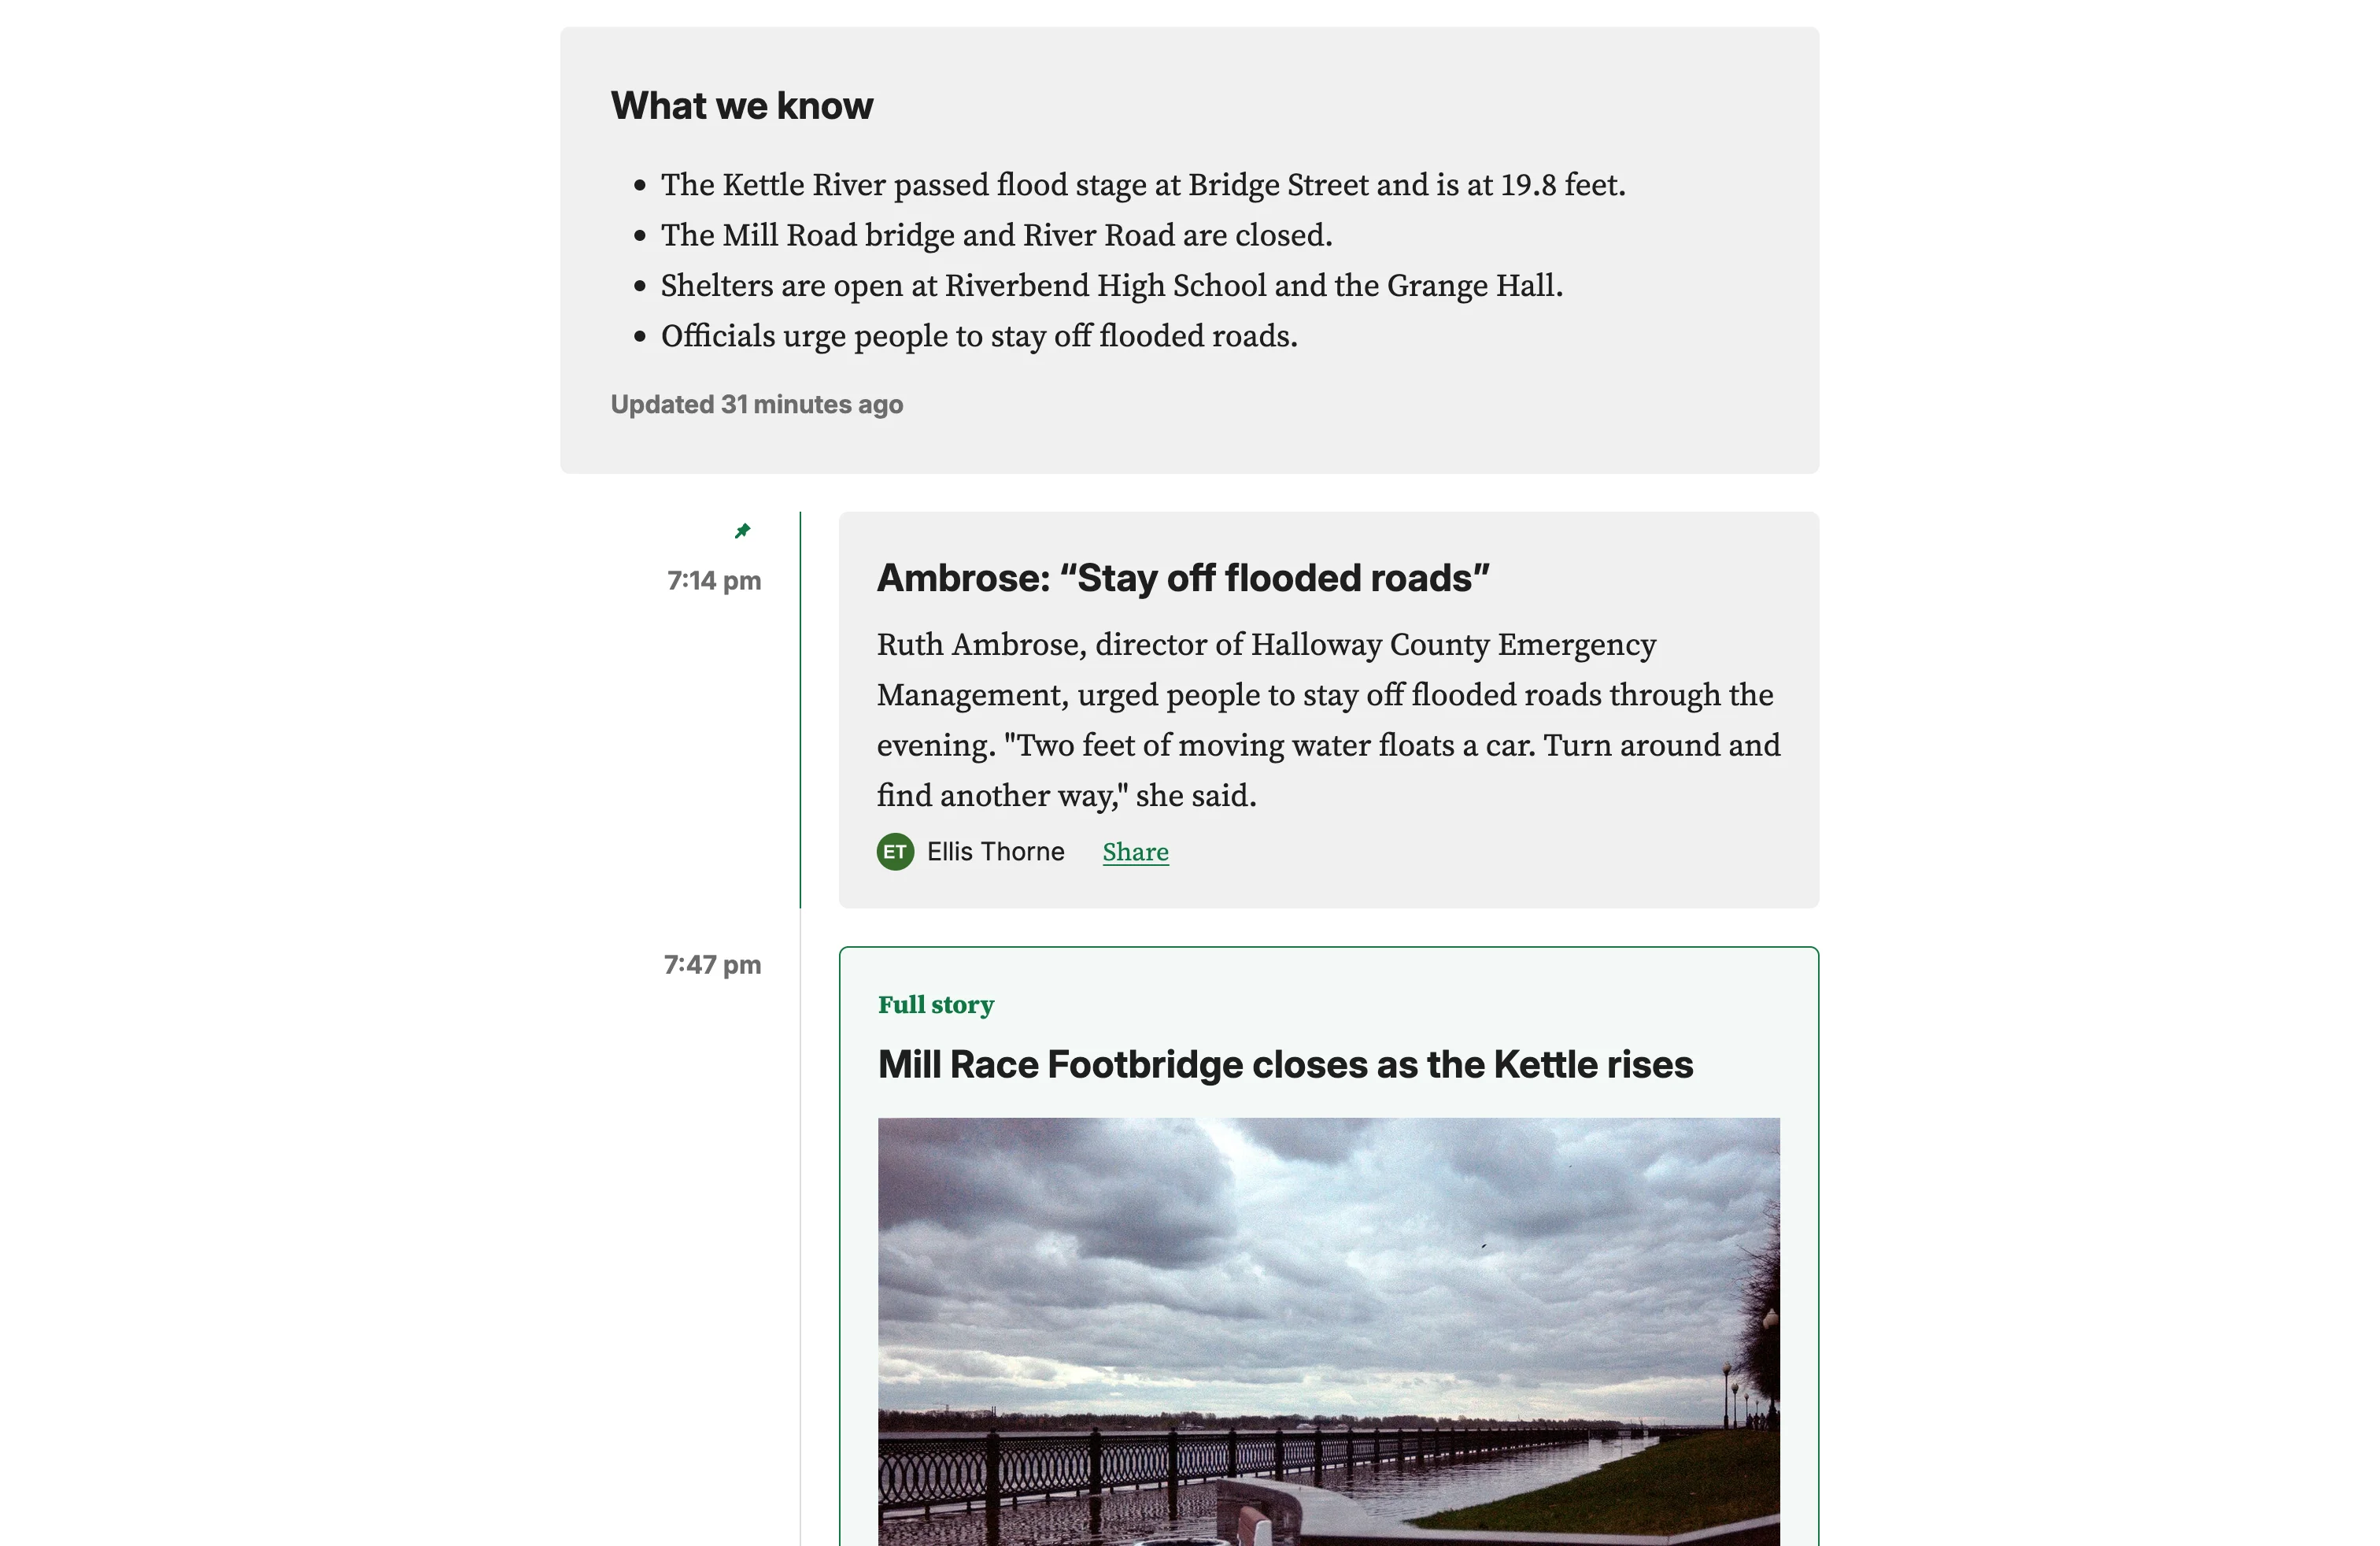 What we know
The Kettle River passed flood stage at Bridge Street and is at 19.8 feet.
The Mill Road bridge and River Road are closed.
Shelters are open at Riverbend High School and the Grange Hall.
Officials urge people to stay off flooded roads.
Updated 31 minutes ago
7:14 pm
Ambrose: “Stay off flooded roads”
Ruth Ambrose, director of Halloway County Emergency
Management, urged people to stay off flooded roads through the
evening. "Two feet of moving water floats a car. Turn around and
find another way," she said.
ET Ellis Thorne Share
7:47 pm
Full story
Mill Race Footbridge closes as the Kettle rises